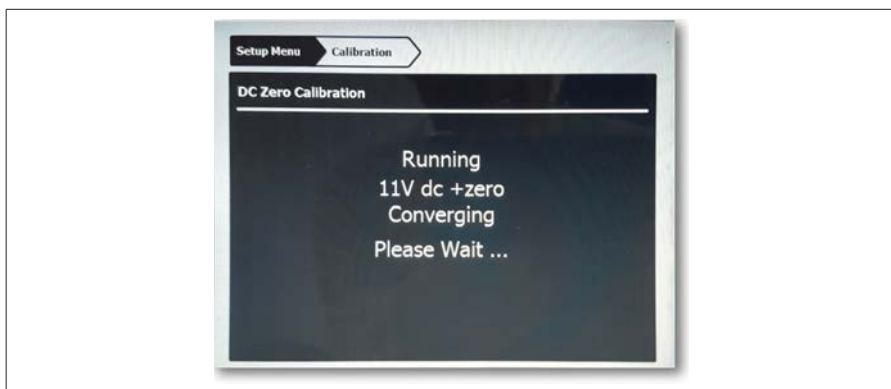 Setup Menu
Calibration
DC Zero Calibration
Running
11V dc +zero
Converging
Please Wait ...